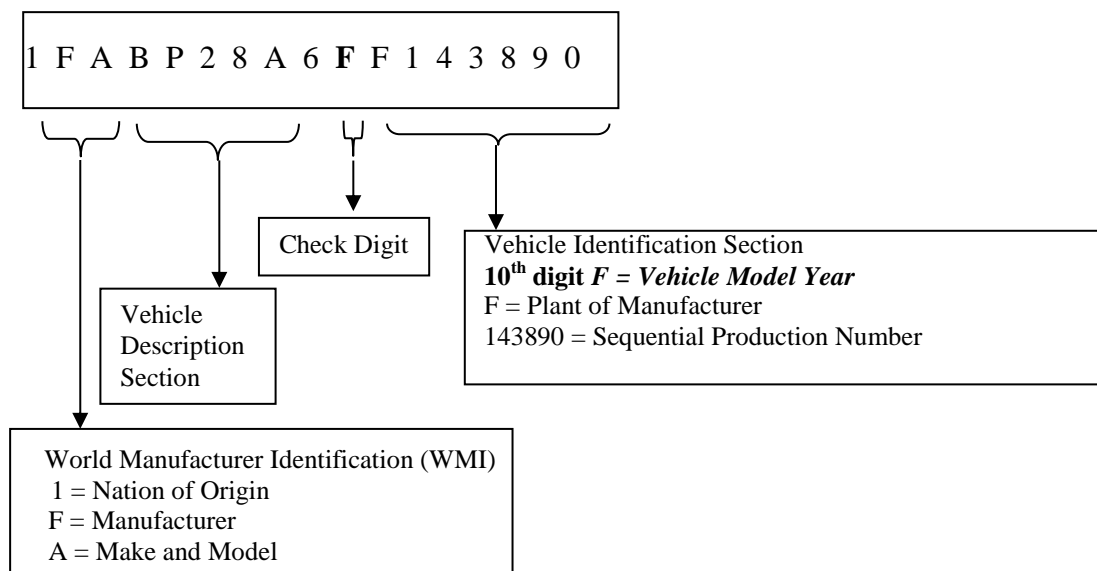 1 F A B P 2 8 A 6 F F 1 4 3 8 9 0
Check Digit
Vehicle Identification Section
10th digit F = Vehicle Model Year
F = Plant of Manufacturer
143890 = Sequential Production Number
Vehicle
Description
Section
World Manufacturer Identification (WMI)
1 = Nation of Origin
F = Manufacturer
A = Make and Model